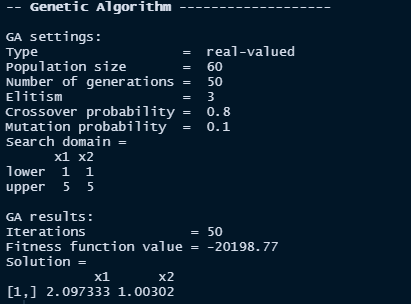 -- Genetic Algorithm -------------------
GA settings:
Type                  =  real-valued
Population size       =  60
Number of generations =  50
Elitism               =  3
Crossover probability =  0.8
Mutation probability  =  0.1
Search domain =
      x1 x2
lower  1  1
upper  5  5
GA results:
Iterations             = 50
Fitness function value = -20198.77
Solution =
           x1      x2
[1,] 2.097333 1.00302